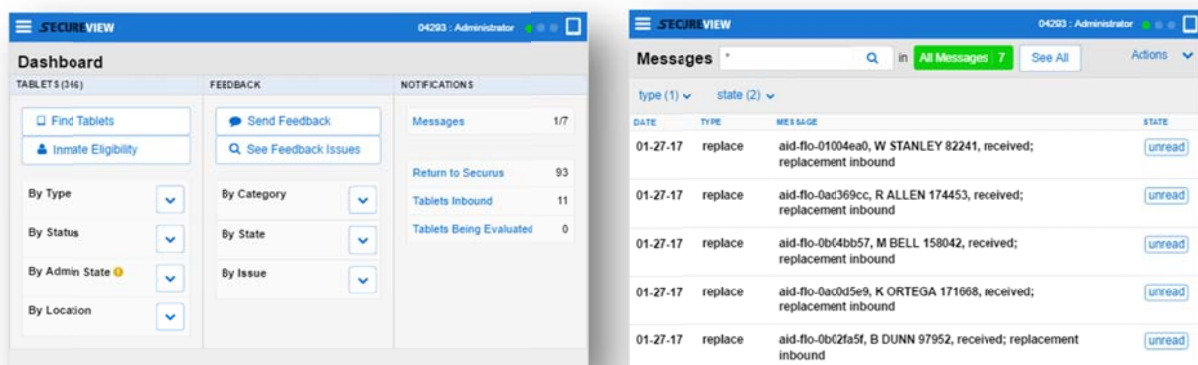 SECUREVIEW
04293 : Administrator
Dashboard
TABLETS (316)
FEEDBACK
NOTIFICATIONS
Find Tablets
Inmate Eligibility
Send Feedback
See Feedback Issues
Messages 1/7
Return to Securus 93
Tablets Inbound 11
Tablets Being Evaluated 0
By Type
By Status
By Admin State
By Location
By Category
By State
By Issue
SECUREVIEW
04293 : Administrator
Messages * in All Messages 7 See All Actions
type (1) state (2)
DATE TYPE MESSAGE STATE
01-27-17 replace aid-flo-01004ea0, W STANLEY 82241, received; unread
replacement inbound
01-27-17 replace aid-flo-0ad369cc, R ALLEN 174453, received; unread
replacement inbound
01-27-17 replace aid-flo-0b04bb57, M BELL 158042, received; unread
replacement inbound
01-27-17 replace aid-flo-0ac0d5e9, K ORTEGA 171668, received; unread
replacement inbound
01-27-17 replace aid-flo-0b02fa5f, B DUNN 97952, received; replacement unread
inbound